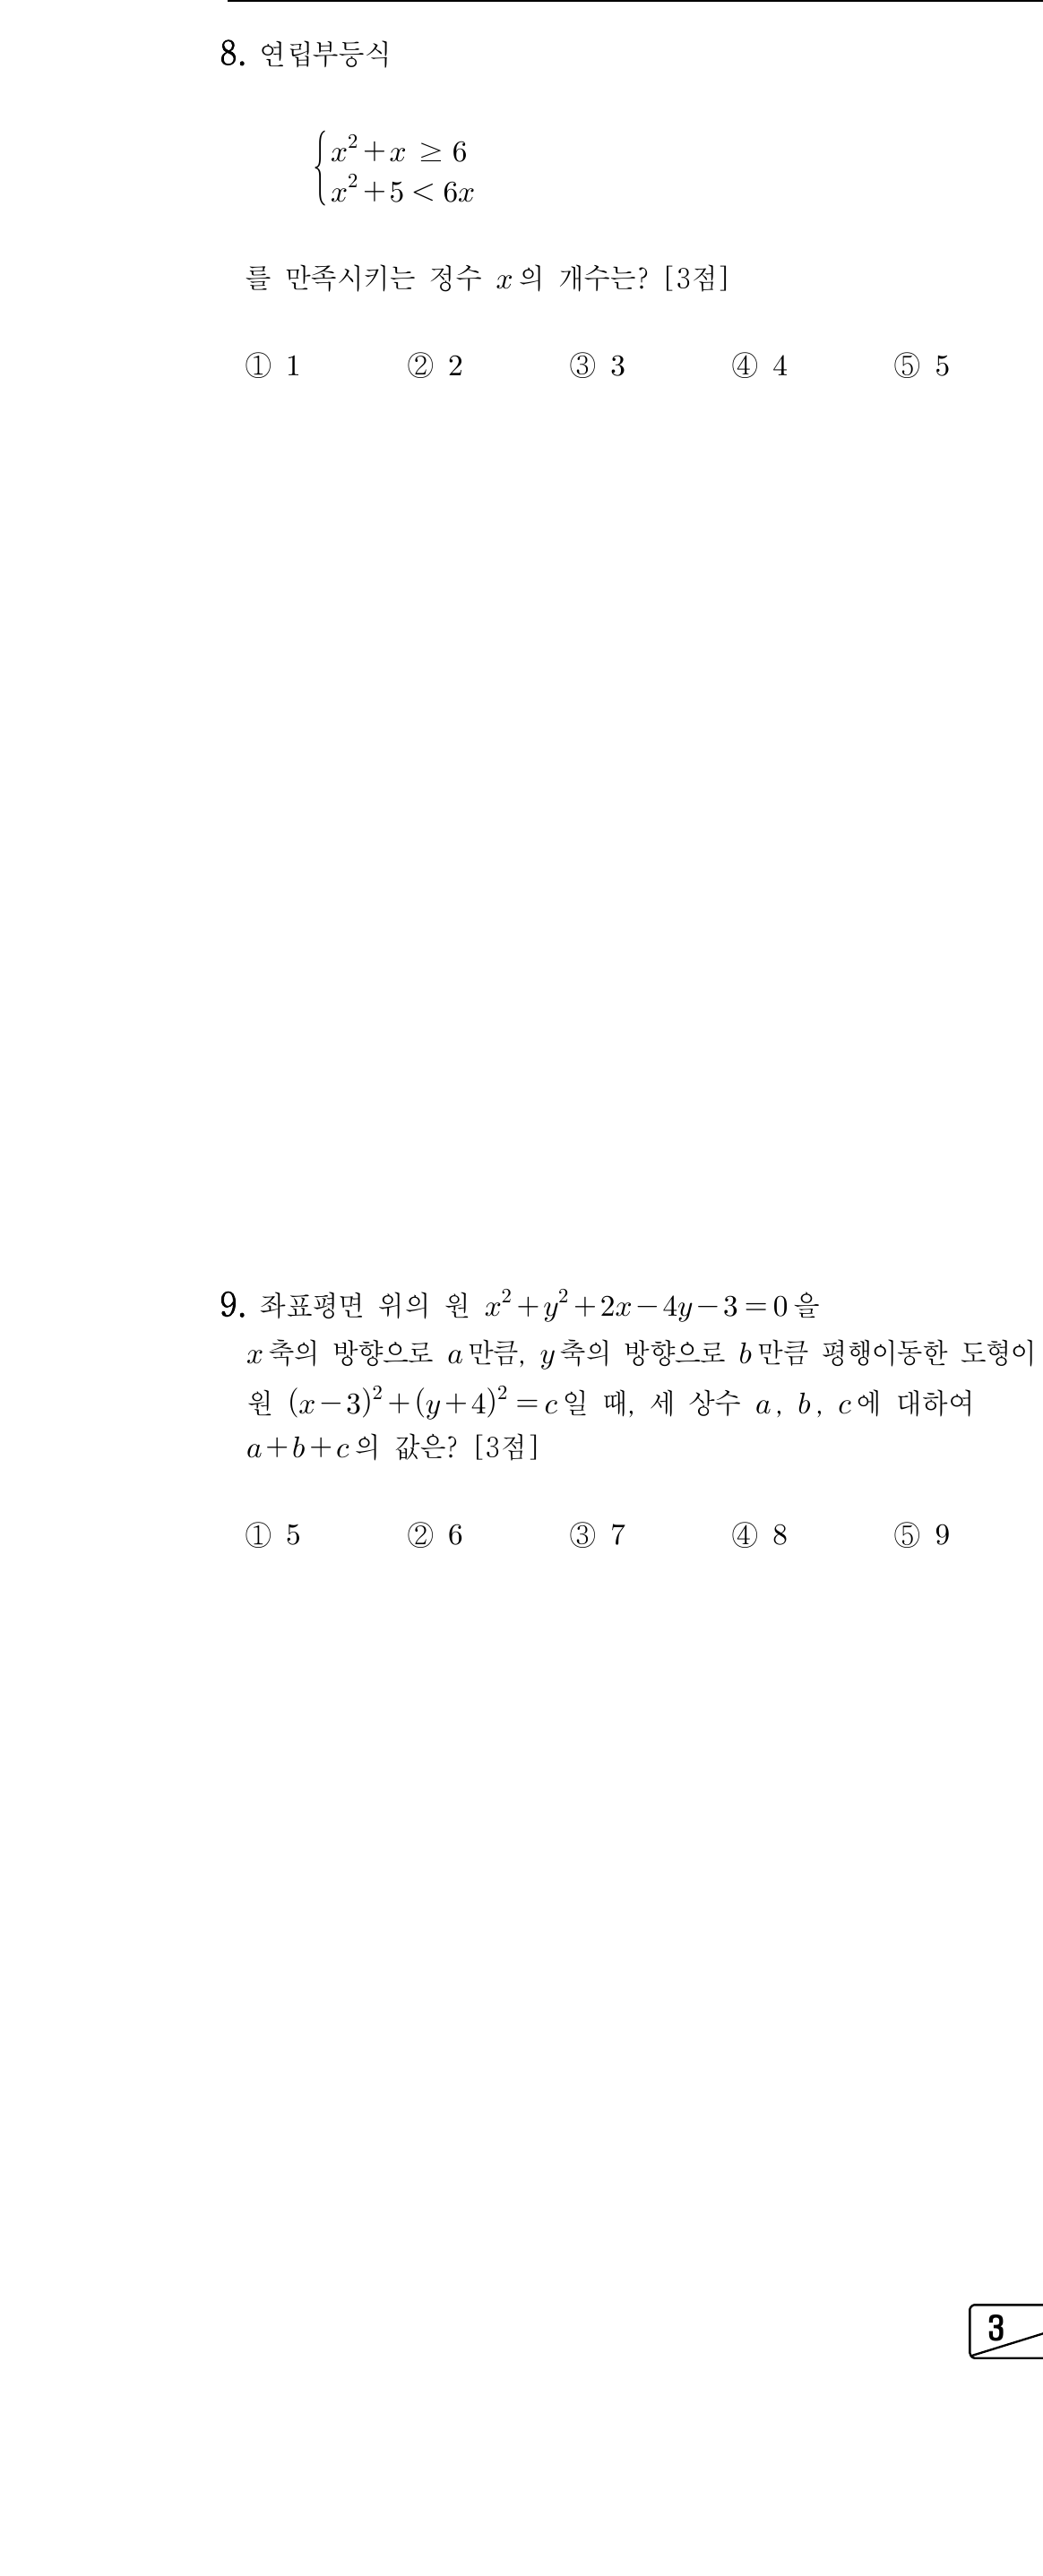 8. 연립부등식
x²+x ≥ 6
x²+5 < 6x
를 만족시키는 정수 x의 개수는? [3점]
① 1 ② 2 ③ 3 ④ 4 ⑤ 5
9. 좌표평면 위의 원 x²+y²+2x-4y-3=0을
x축의 방향으로 a만큼, y축의 방향으로 b만큼 평행이동한 도형이
원 (x-3)²+(y+4)²=c일 때, 세 상수 a, b, c에 대하여
a+b+c의 값은? [3점]
① 5 ② 6 ③ 7 ④ 8 ⑤ 9
3